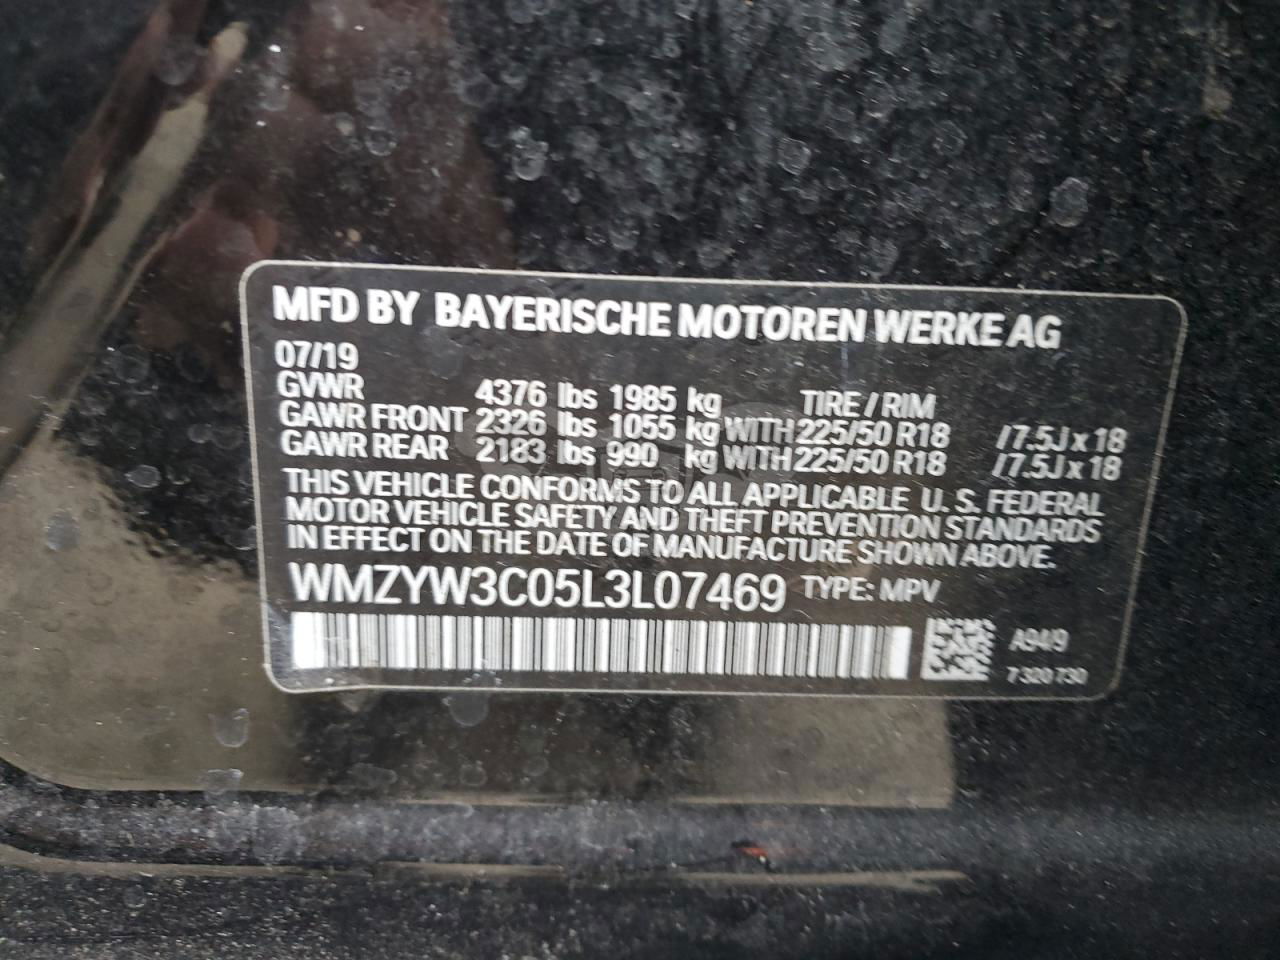 MFD BY BAYERISCHE MOTOREN WERKE AG
07/19
GVWR 4376 lbs 1985 kg TIRE / RIM
GAWR FRONT 2326 lbs 1055 kg WITH 225/50 R18 /7.5J x 18
GAWR REAR 2183 lbs 990 kg WITH 225/50 R18 /7.5J x 18
THIS VEHICLE CONFORMS TO ALL APPLICABLE U. S. FEDERAL
MOTOR VEHICLE SAFETY AND THEFT PREVENTION STANDARDS
IN EFFECT ON THE DATE OF MANUFACTURE SHOWN ABOVE.
WMZYW3C05L3L07469 TYPE: MPV
A94/9
7 320 730